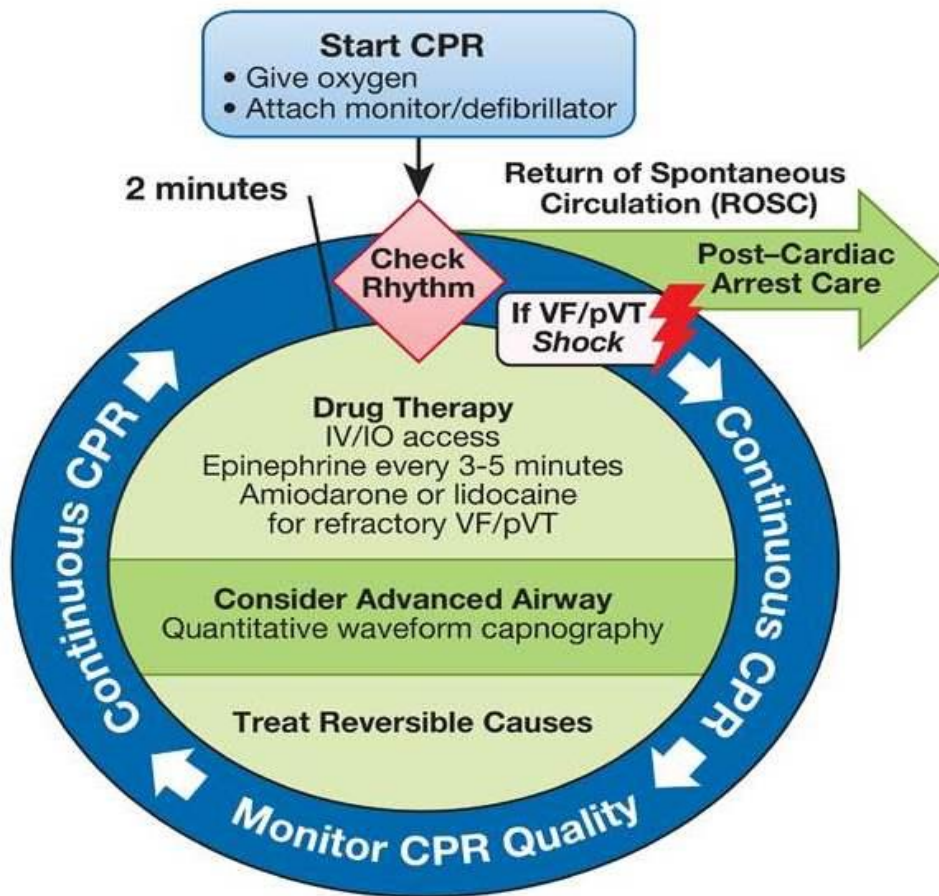 Start CPR
• Give oxygen
• Attach monitor/defibrillator
2 minutes
Return of Spontaneous
Circulation (ROSC)
Check
Rhythm
Post–Cardiac
Arrest Care
If VF/pVT
Shock
Drug Therapy
IV/IO access
Epinephrine every 3-5 minutes
Amiodarone or lidocaine
for refractory VF/pVT
Consider Advanced Airway
Quantitative waveform capnography
Treat Reversible Causes
Continuous CPR
Continuous CPR
Monitor CPR Quality